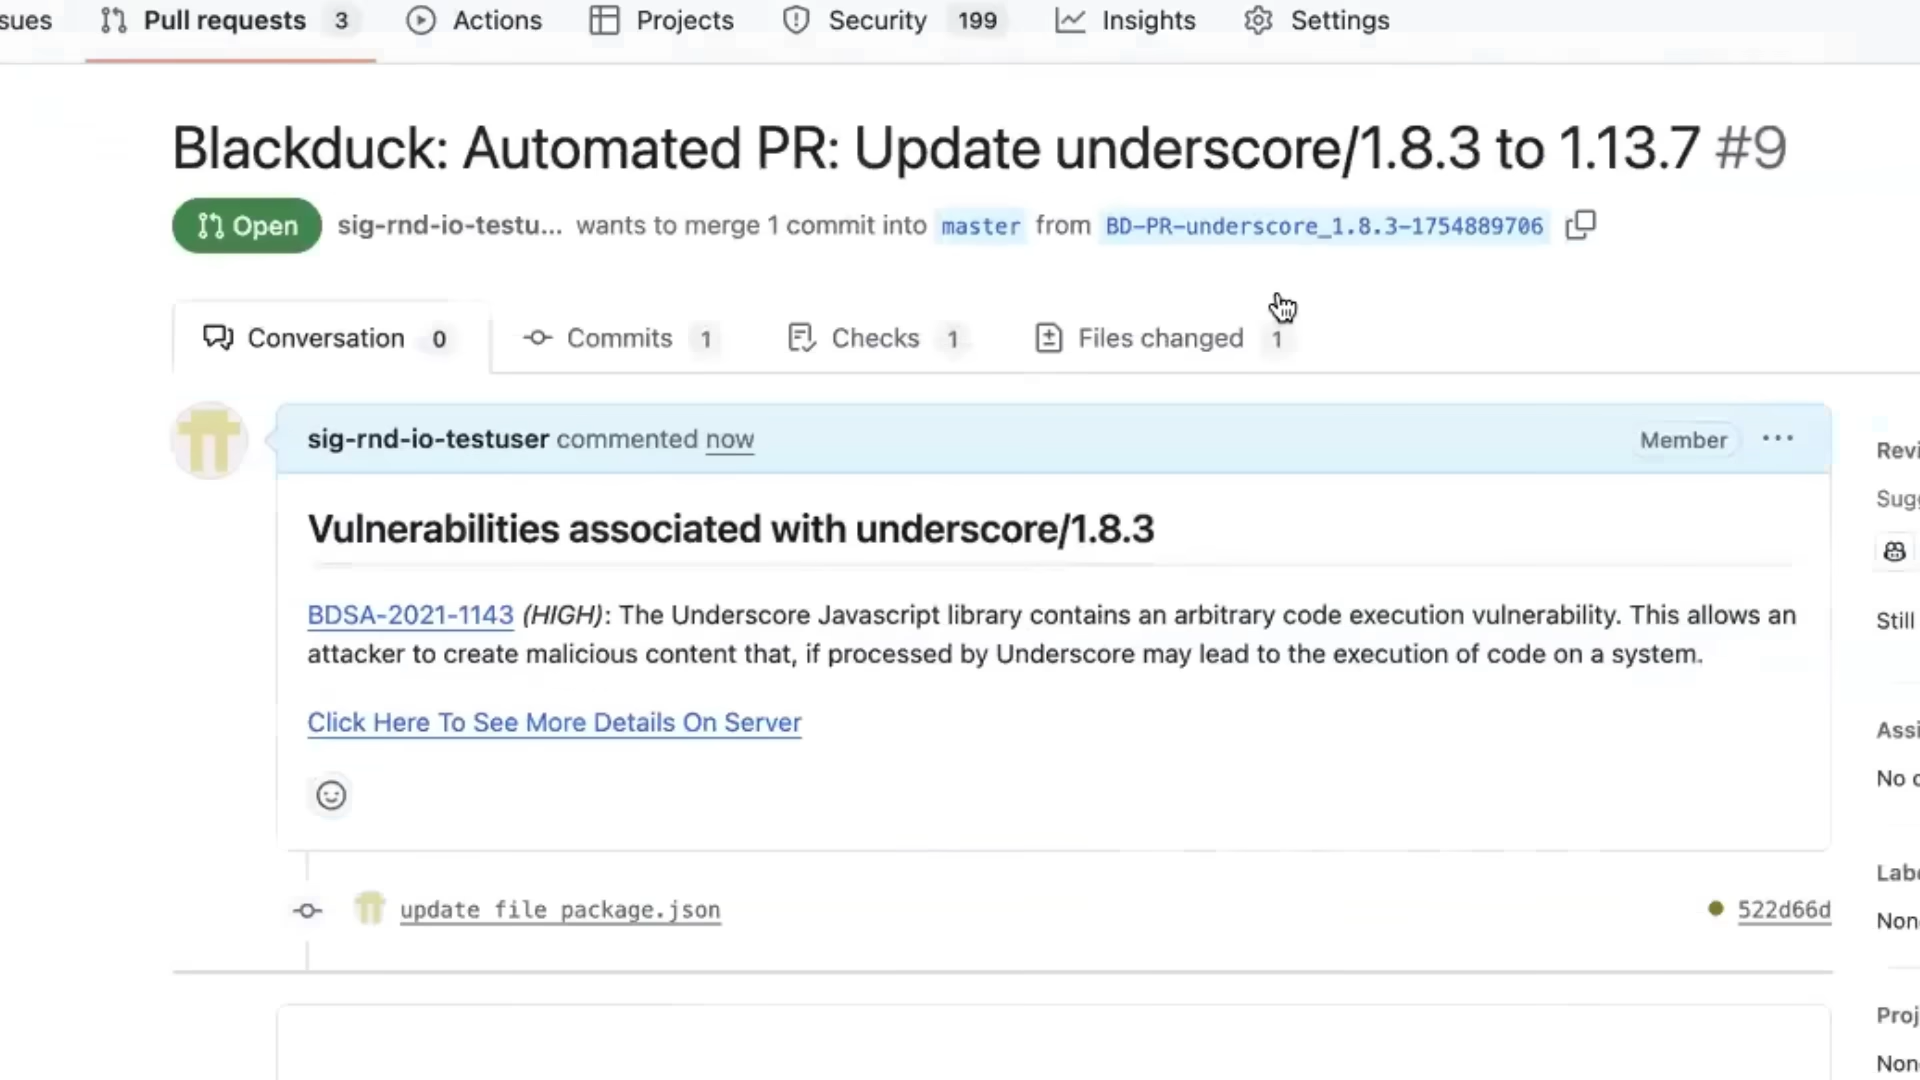 sues Pull requests 3 Actions Projects Security 199 Insights Settings
Blackduck: Automated PR: Update underscore/1.8.3 to 1.13.7 #9
Open sig-rnd-io-testu... wants to merge 1 commit into master from BD-PR-underscore_1.8.3-1754889706
Conversation 0 Commits 1 Checks 1 Files changed 1
sig-rnd-io-testuser commented now Member
Revi
Sugg
Vulnerabilities associated with underscore/1.8.3
BDSA-2021-1143 (HIGH): The Underscore Javascript library contains an arbitrary code execution vulnerability. This allows an
attacker to create malicious content that, if processed by Underscore may lead to the execution of code on a system.
Still
Click Here To See More Details On Server
Assi
No o
Labe
update file package.json 522d66d
Non
Proj
Non